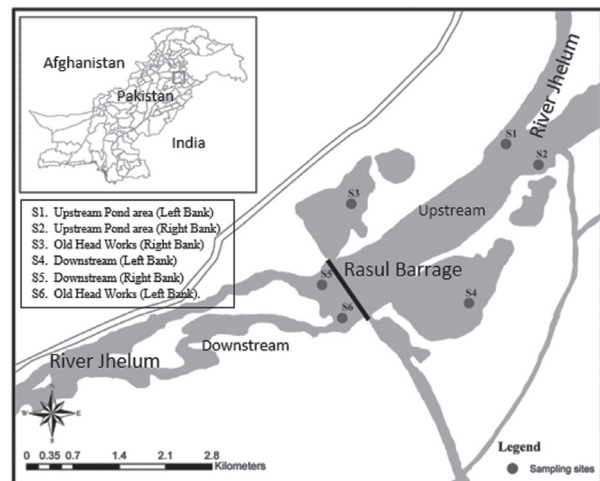 Afghanistan
Pakistan
India
S1. Upstream Pond area (Left Bank)
S2. Upstream Pond area (Right Bank)
S3. Old Head Works (Right Bank)
S4. Downstream (Left Bank)
S5. Downstream (Right Bank)
S6. Old Head Works (Left Bank).
River Jhelum
S1
S2
S3
Upstream
Rasul Barrage
S5
S4
S6
Downstream
River Jhelum
N
W
E
S
0 0.35 0.7 1.4 2.1 2.8
Kilometers
Legend
Sampling sites